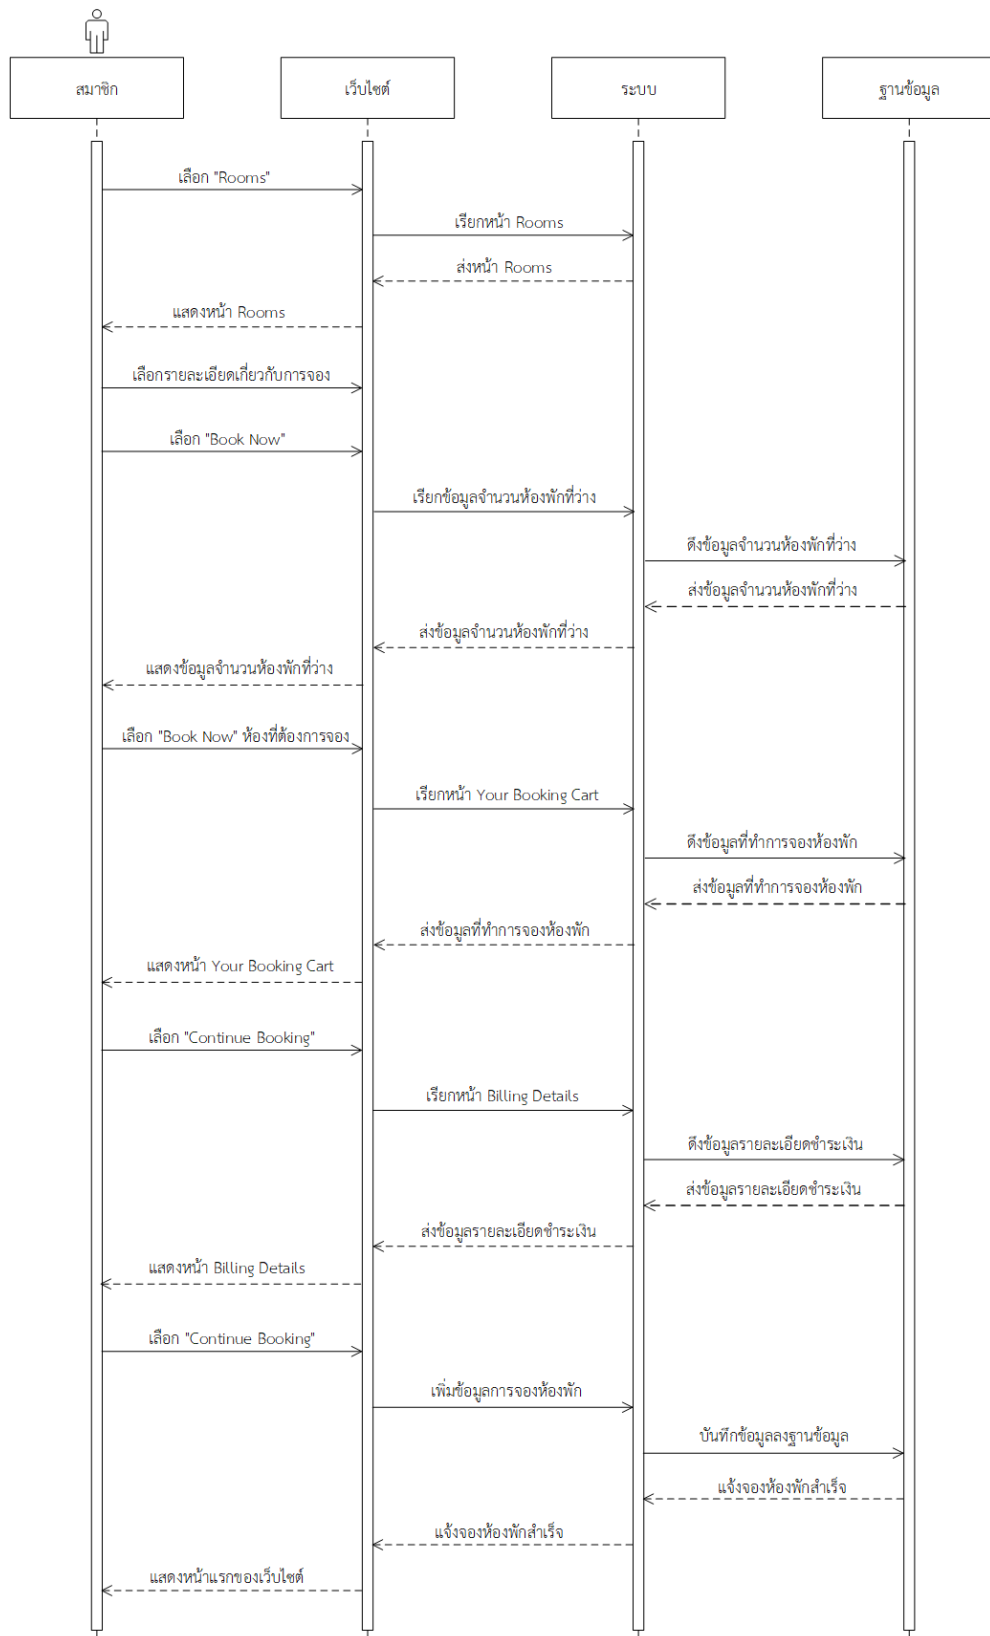 สมาชิก
เว็บไซต์
ระบบ
ฐานข้อมูล
เลือก "Rooms"
เรียกหน้า Rooms
ส่งหน้า Rooms
แสดงหน้า Rooms
เลือกรายละเอียดเกี่ยวกับการจอง
เลือก "Book Now"
เรียกข้อมูลจำนวนห้องพักที่ว่าง
ดึงข้อมูลจำนวนห้องพักที่ว่าง
ส่งข้อมูลจำนวนห้องพักที่ว่าง
ส่งข้อมูลจำนวนห้องพักที่ว่าง
แสดงข้อมูลจำนวนห้องพักที่ว่าง
เลือก "Book Now" ห้องที่ต้องการจอง
เรียกหน้า Your Booking Cart
ดึงข้อมูลที่ทำการจองห้องพัก
ส่งข้อมูลที่ทำการจองห้องพัก
ส่งข้อมูลที่ทำการจองห้องพัก
แสดงหน้า Your Booking Cart
เลือก "Continue Booking"
เรียกหน้า Billing Details
ดึงข้อมูลรายละเอียดชำระเงิน
ส่งข้อมูลรายละเอียดชำระเงิน
ส่งข้อมูลรายละเอียดชำระเงิน
แสดงหน้า Billing Details
เลือก "Continue Booking"
เพิ่มข้อมูลการจองห้องพัก
บันทึกข้อมูลลงฐานข้อมูล
แจ้งจองห้องพักสำเร็จ
แจ้งจองห้องพักสำเร็จ
แสดงหน้าแรกของเว็บไซต์